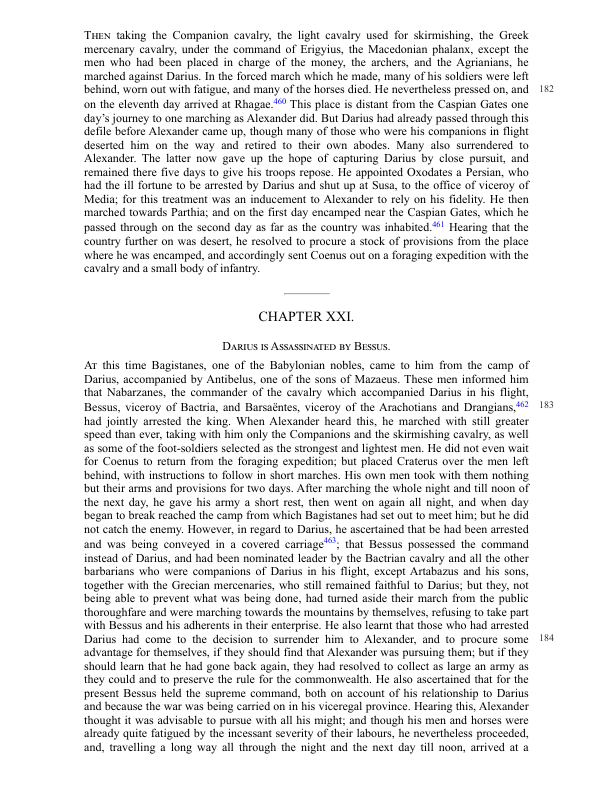 THEN taking the Companion cavalry, the light cavalry used for skirmishing, the Greek
mercenary cavalry, under the command of Erigyius, the Macedonian phalanx, except the
men who had been placed in charge of the money, the archers, and the Agrianians, he
marched against Darius. In the forced march which he made, many of his soldiers were left
behind, worn out with fatigue, and many of the horses died. He nevertheless pressed on, and 182
on the eleventh day arrived at Rhagae.460 This place is distant from the Caspian Gates one
day's journey to one marching as Alexander did. But Darius had already passed through this
defile before Alexander came up, though many of those who were his companions in flight
deserted him on the way and retired to their own abodes. Many also surrendered to
Alexander. The latter now gave up the hope of capturing Darius by close pursuit, and
remained there five days to give his troops repose. He appointed Oxodates a Persian, who
had the ill fortune to be arrested by Darius and shut up at Susa, to the office of viceroy of
Media; for this treatment was an inducement to Alexander to rely on his fidelity. He then
marched towards Parthia; and on the first day encamped near the Caspian Gates, which he
passed through on the second day as far as the country was inhabited.461 Hearing that the
country further on was desert, he resolved to procure a stock of provisions from the place
where he was encamped, and accordingly sent Coenus out on a foraging expedition with the
cavalry and a small body of infantry.
CHAPTER XXI.
DARIUS IS ASSASSINATED BY BESSUS.
AT this time Bagistanes, one of the Babylonian nobles, came to him from the camp of
Darius, accompanied by Antibelus, one of the sons of Mazaeus. These men informed him
that Nabarzanes, the commander of the cavalry which accompanied Darius in his flight,
Bessus, viceroy of Bactria, and Barsaëntes, viceroy of the Arachotians and Drangians,462 183
had jointly arrested the king. When Alexander heard this, he marched with still greater
speed than ever, taking with him only the Companions and the skirmishing cavalry, as well
as some of the foot-soldiers selected as the strongest and lightest men. He did not even wait
for Coenus to return from the foraging expedition; but placed Craterus over the men left
behind, with instructions to follow in short marches. His own men took with them nothing
but their arms and provisions for two days. After marching the whole night and till noon of
the next day, he gave his army a short rest, then went on again all night, and when day
began to break reached the camp from which Bagistanes had set out to meet him; but he did
not catch the enemy. However, in regard to Darius, he ascertained that be had been arrested
and was being conveyed in a covered carriage463; that Bessus possessed the command
instead of Darius, and had been nominated leader by the Bactrian cavalry and all the other
barbarians who were companions of Darius in his flight, except Artabazus and his sons,
together with the Grecian mercenaries, who still remained faithful to Darius; but they, not
being able to prevent what was being done, had turned aside their march from the public
thoroughfare and were marching towards the mountains by themselves, refusing to take part
with Bessus and his adherents in their enterprise. He also learnt that those who had arrested
Darius had come to the decision to surrender him to Alexander, and to procure some 184
advantage for themselves, if they should find that Alexander was pursuing them; but if they
should learn that he had gone back again, they had resolved to collect as large an army as
they could and to preserve the rule for the commonwealth. He also ascertained that for the
present Bessus held the supreme command, both on account of his relationship to Darius
and because the war was being carried on in his viceregal province. Hearing this, Alexander
thought it was advisable to pursue with all his might; and though his men and horses were
already quite fatigued by the incessant severity of their labours, he nevertheless proceeded,
and, travelling a long way all through the night and the next day till noon, arrived at a